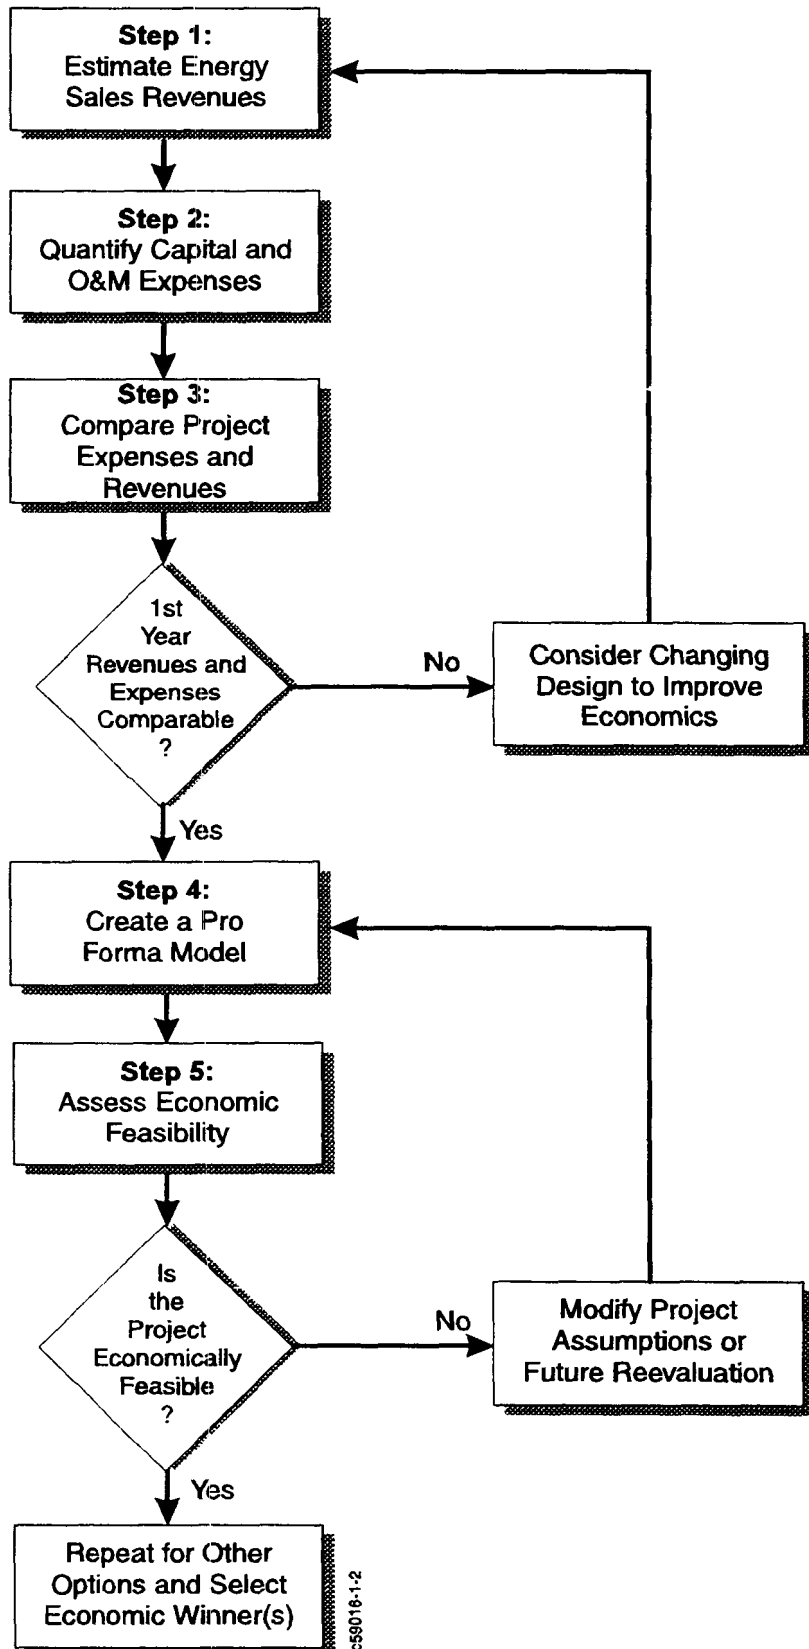 Step 1:
Estimate Energy
Sales Revenues
Step 2:
Quantify Capital and
O&M Expenses
Step 3:
Compare Project
Expenses and
Revenues
1st
Year
Revenues and
Expenses
Comparable
?
No
Consider Changing
Design to Improve
Economics
Yes
Step 4:
Create a Pro
Forma Model
Step 5:
Assess Economic
Feasibility
Is
the
Project
Economically
Feasible
?
No
Modify Project
Assumptions or
Future Reevaluation
Yes
Repeat for Other
Options and Select
Economic Winner(s)
c59016-1-2